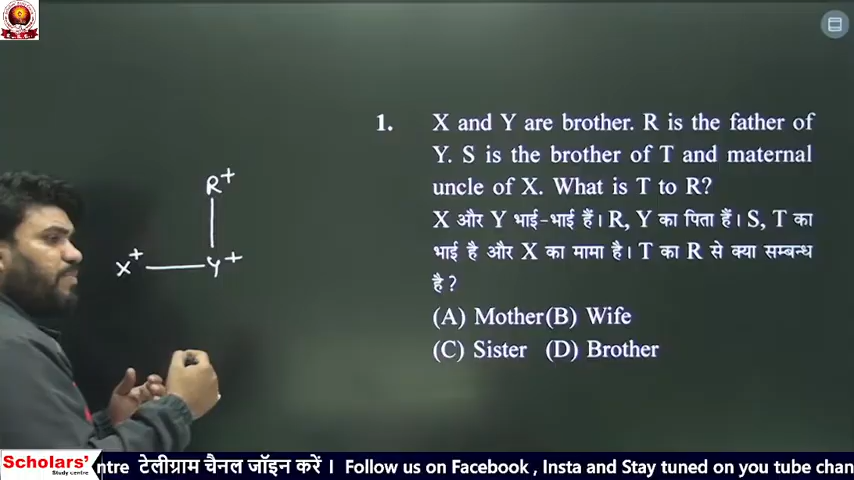 1. X and Y are brother. R is the father of
Y. S is the brother of T and maternal
uncle of X. What is T to R?
X और Y भाई-भाई हैं। R, Y का पिता हैं। S, T का
भाई है और X का मामा है। T का R से क्या सम्बन्ध
है?
(A) Mother (B) Wife
(C) Sister (D) Brother
R+
X+ Y+
Scholars'
Study centre
ntre टेलीग्राम चैनल जॉइन करें । Follow us on Facebook , Insta and Stay tuned on you tube chan